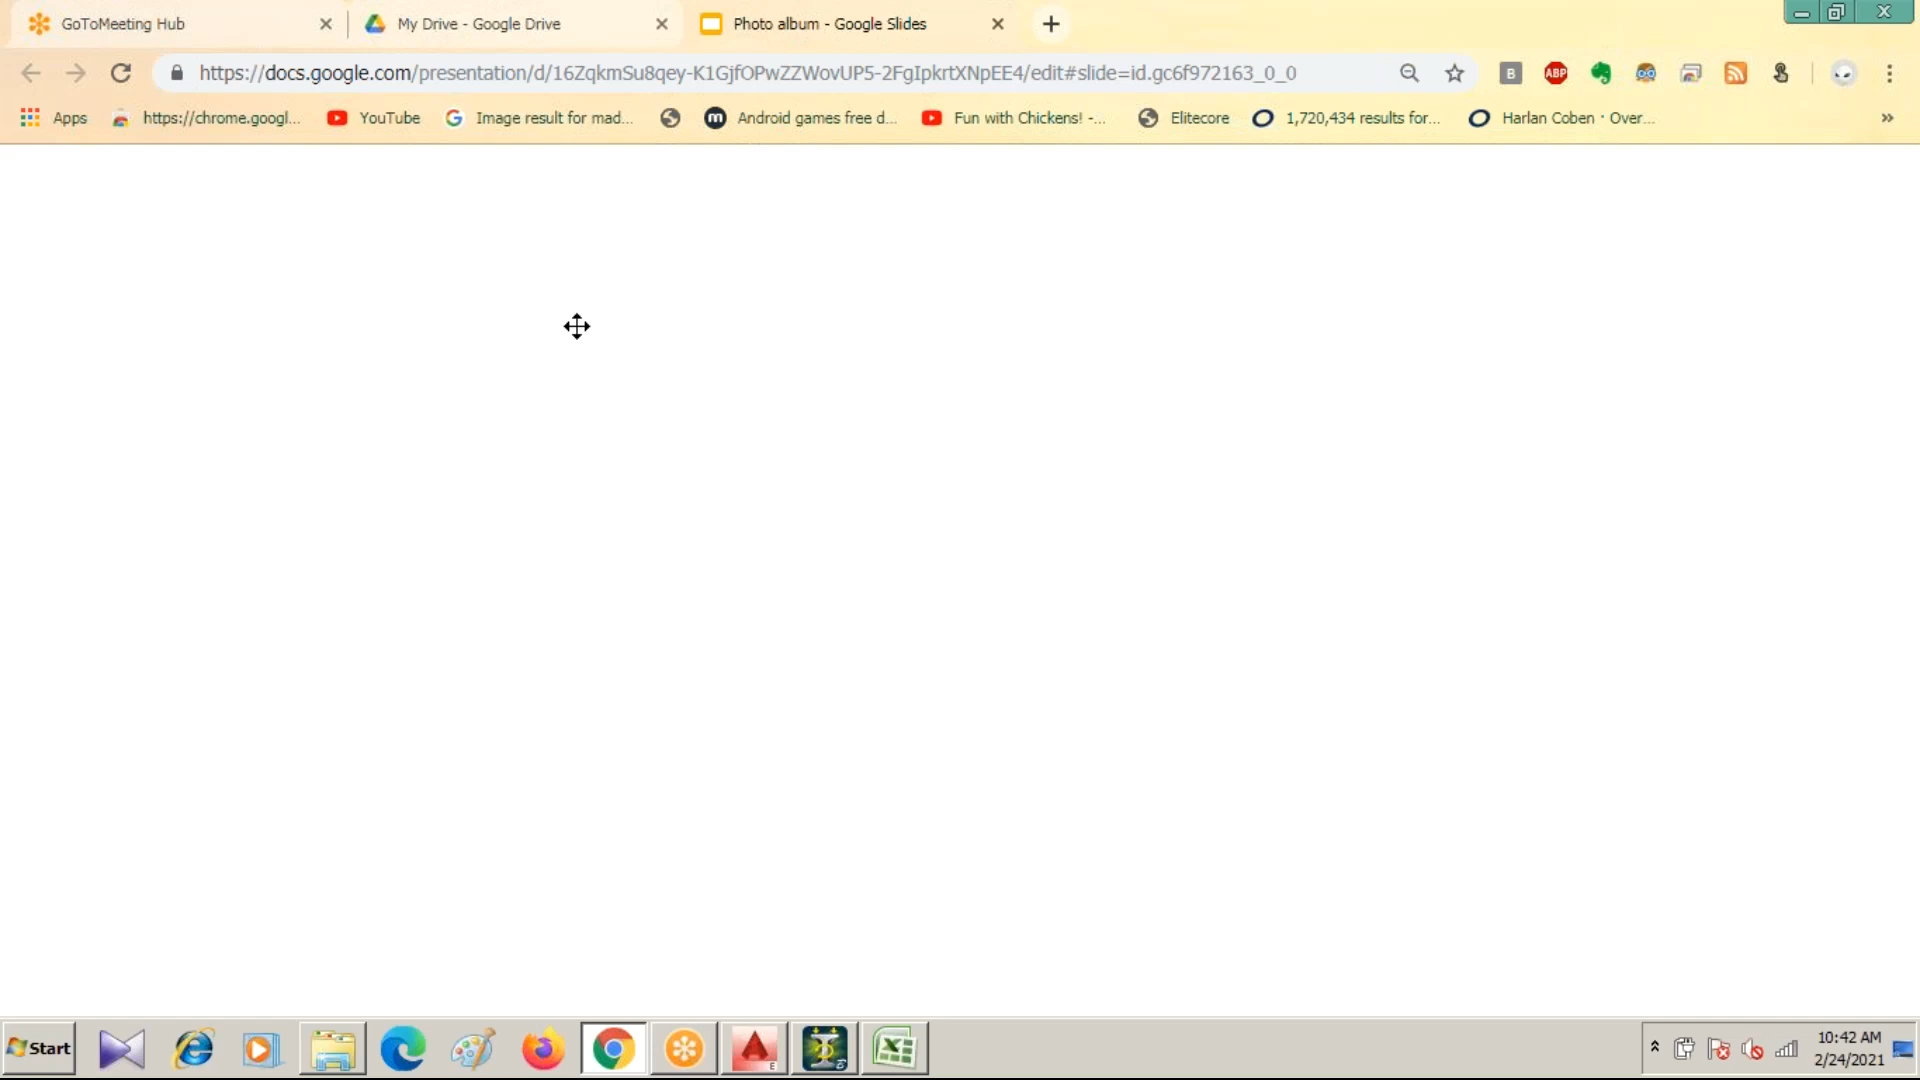 GoToMeeting Hub
My Drive - Google Drive
Photo album - Google Slides
https://docs.google.com/presentation/d/16ZqkmSu8qey-K1GjfOPwZZWovUP5-2FgIpkrtXNpEE4/edit#slide=id.gc6f972163_0_0
B
ABP
Apps
https://chrome.googl...
YouTube
Image result for mad...
Android games free d...
Fun with Chickens! -...
Elitecore
1,720,434 results for...
Harlan Coben · Over...
Start
10:42 AM
2/24/2021